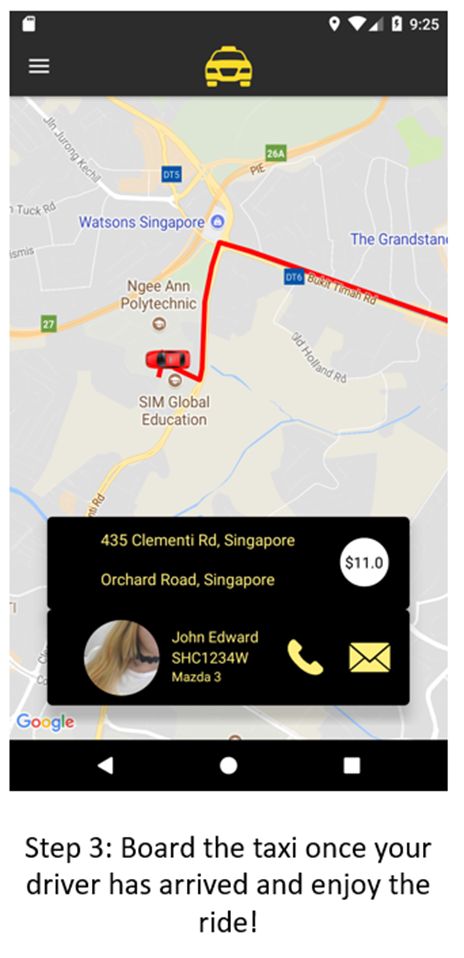 9:25
Jln Jurong Kechil
26A
PIE
DT5
n Tuck Rd
Watsons Singapore
ismis
The Grandstan
DT6 Bukit Timah Rd
Ngee Ann
Polytechnic
27
Old Holland Rd
SIM Global
Education
nti Rd
435 Clementi Rd, Singapore
$11.0
Orchard Road, Singapore
John Edward
SHC1234W
Mazda 3
Google
Step 3: Board the taxi once your
driver has arrived and enjoy the
ride!